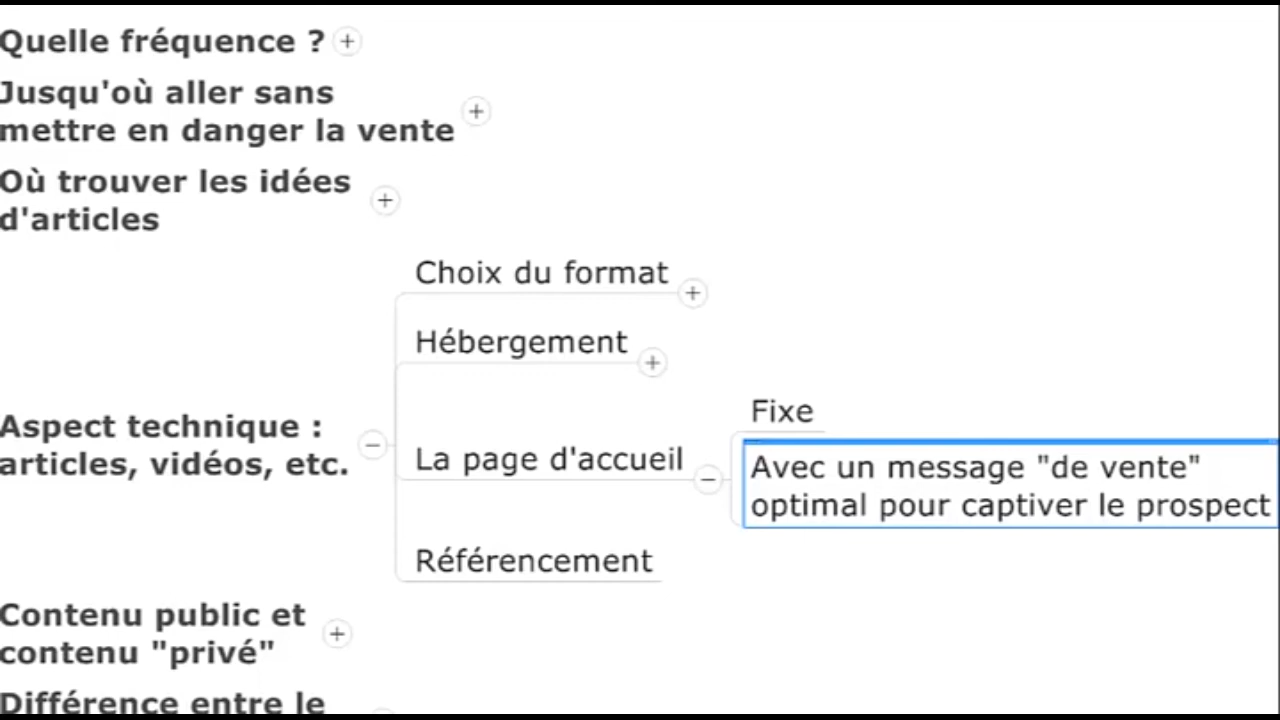 Quelle fréquence ?
Jusqu'où aller sans
mettre en danger la vente
Où trouver les idées
d'articles
Choix du format
Hébergement
Aspect technique :
articles, vidéos, etc.
La page d'accueil
Fixe
Avec un message "de vente"
optimal pour captiver le prospect
Référencement
Contenu public et
contenu "privé"
Différence entre le